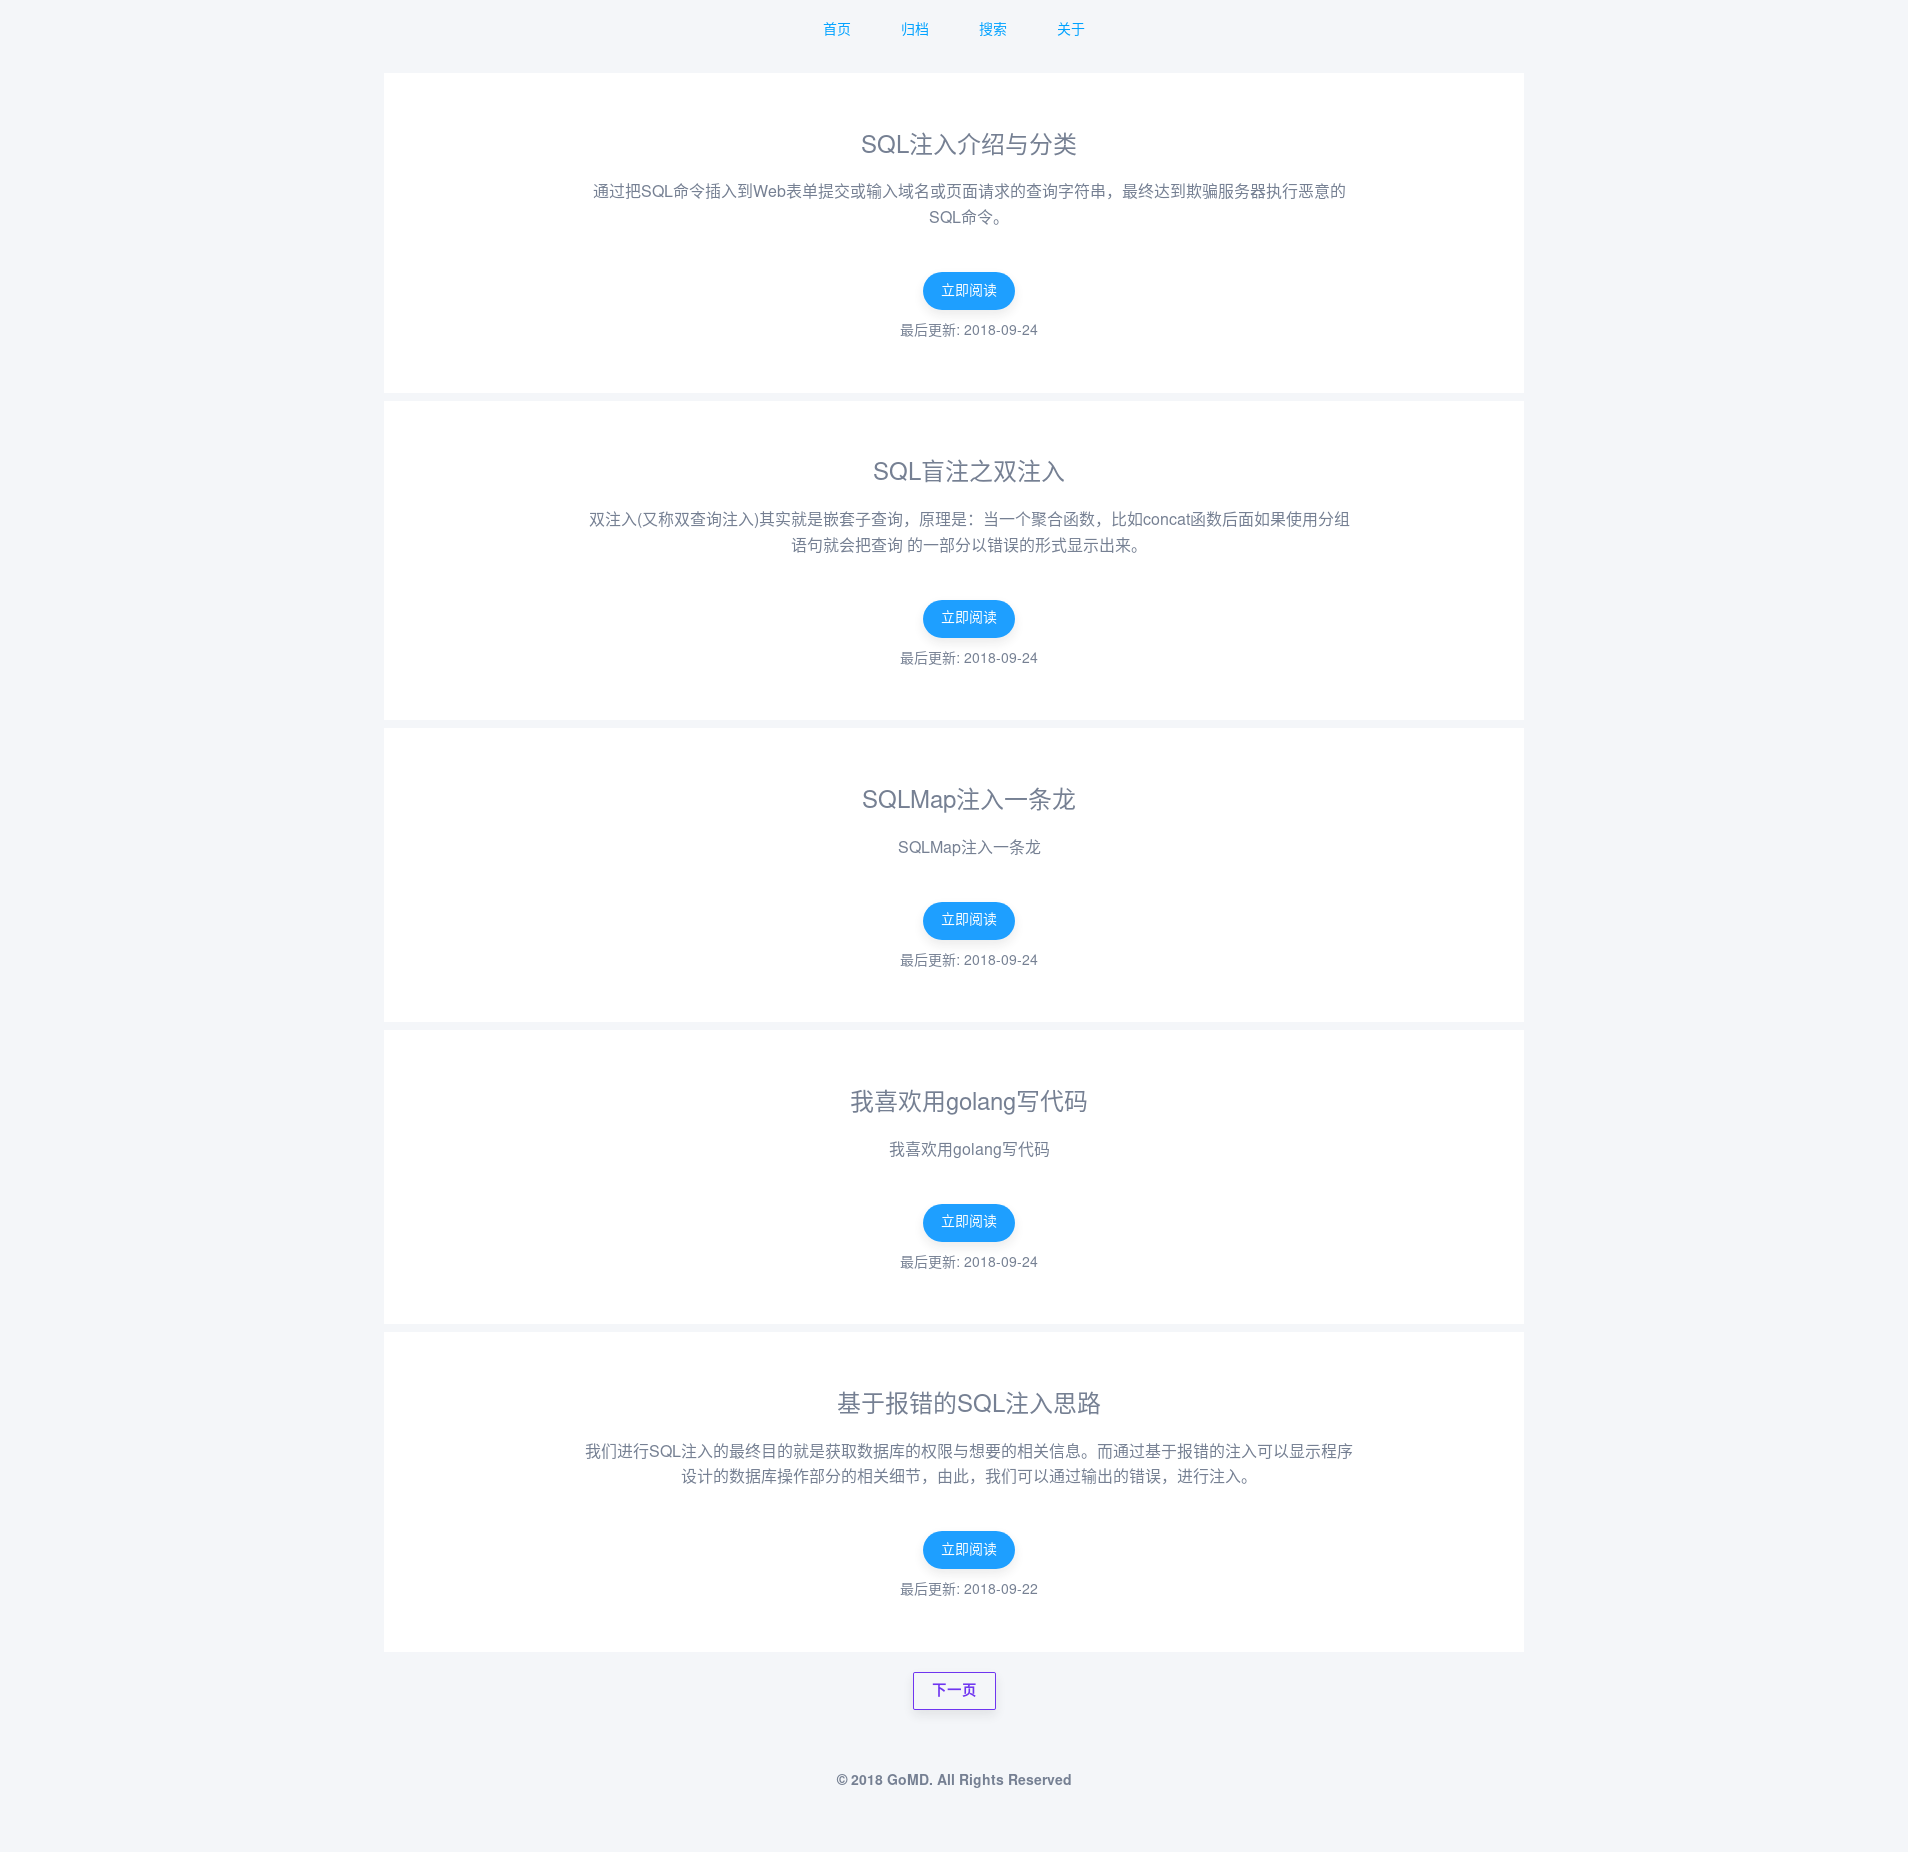 首页 归档 搜索 关于
SQL注入介绍与分类
通过把SQL命令插入到Web表单提交或输入域名或页面请求的查询字符串，最终达到欺骗服务器执行恶意的
SQL命令。
立即阅读
最后更新: 2018-09-24
SQL盲注之双注入
双注入(又称双查询注入)其实就是嵌套子查询，原理是：当一个聚合函数，比如concat函数后面如果使用分组
语句就会把查询 的一部分以错误的形式显示出来。
立即阅读
最后更新: 2018-09-24
SQLMap注入一条龙
SQLMap注入一条龙
立即阅读
最后更新: 2018-09-24
我喜欢用golang写代码
我喜欢用golang写代码
立即阅读
最后更新: 2018-09-24
基于报错的SQL注入思路
我们进行SQL注入的最终目的就是获取数据库的权限与想要的相关信息。而通过基于报错的注入可以显示程序
设计的数据库操作部分的相关细节，由此，我们可以通过输出的错误，进行注入。
立即阅读
最后更新: 2018-09-22
下一页
© 2018 GoMD. All Rights Reserved